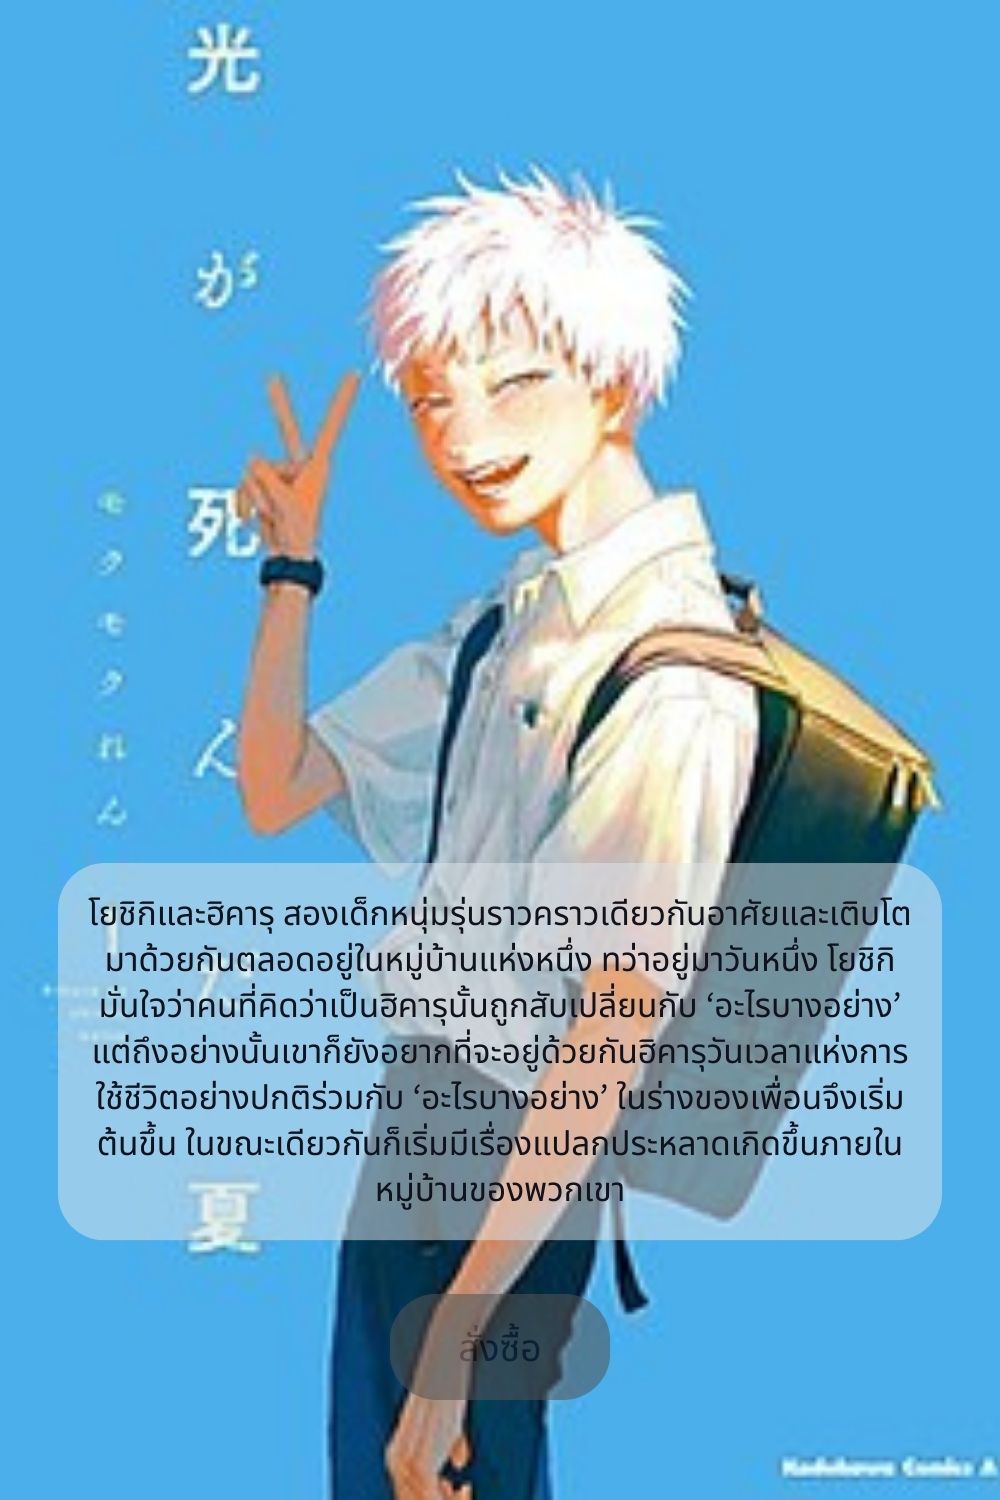 光が死んだ夏
モクモクれん
1
โยชิกิและฮิคารุ สองเด็กหนุ่มรุ่นราวคราวเดียวกันอาศัยและเติบโต
มาด้วยกันตลอดอยู่ในหมู่บ้านแห่งหนึ่ง ทว่าอยู่มาวันหนึ่ง โยชิกิ
มั่นใจว่าคนที่คิดว่าเป็นฮิคารุนั้นถูกสับเปลี่ยนกับ ‘อะไรบางอย่าง’
แต่ถึงอย่างนั้นเขาก็ยังอยากที่จะอยู่ด้วยกันฮิคารุวันเวลาแห่งการ
ใช้ชีวิตอย่างปกติร่วมกับ ‘อะไรบางอย่าง’ ในร่างของเพื่อนจึงเริ่ม
ต้นขึ้น ในขณะเดียวกันก็เริ่มมีเรื่องแปลกประหลาดเกิดขึ้นภายใน
หมู่บ้านของพวกเขา
สั่งซื้อ
Kadokawa Comics A